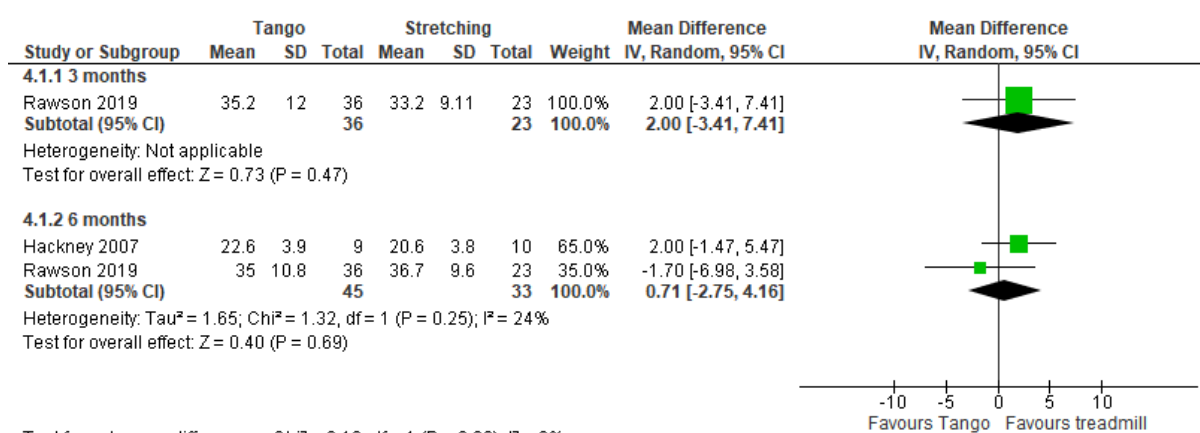 Tango Stretching Mean Difference Mean Difference
Study or Subgroup Mean SD Total Mean SD Total Weight IV, Random, 95% CI IV, Random, 95% CI
4.1.1 3 months
Rawson 2019 35.2 12 36 33.2 9.11 23 100.0% 2.00 [-3.41, 7.41]
Subtotal (95% CI) 36 23 100.0% 2.00 [-3.41, 7.41]
Heterogeneity: Not applicable
Test for overall effect: Z = 0.73 (P = 0.47)
4.1.2 6 months
Hackney 2007 22.6 3.9 9 20.6 3.8 10 65.0% 2.00 [-1.47, 5.47]
Rawson 2019 35 10.8 36 36.7 9.6 23 35.0% -1.70 [-6.98, 3.58]
Subtotal (95% CI) 45 33 100.0% 0.71 [-2.75, 4.16]
Heterogeneity: Tau² = 1.65; Chi² = 1.32, df = 1 (P = 0.25); I² = 24%
Test for overall effect: Z = 0.40 (P = 0.69)
-10 -5 0 5 10
Favours Tango Favours treadmill